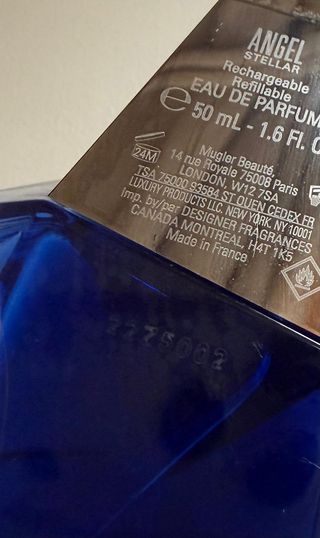 ANGEL
STELLAR
Rechargeable
Refillable
EAU DE PARFUM
℮ 50 mL - 1.6 Fl.
24M
Mugler Beauté,
14 rue Royale 75008 Paris
LONDON, W12 7SA
TSA 75000 93584 ST OUEN CEDEX FR
LUXURY PRODUCTS LLC, NEW YORK, NY 10001
Imp. by/par DESIGNER FRAGRANCES
CANADA MONTREAL, H4T 1K5
Made in France